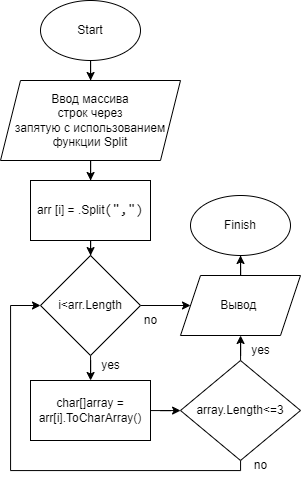 Start
Ввод массива
строк через
запятую с использованием
функции Split
arr [i] = .Split(",")
i<arr.Length
no
yes
char[]array =
arr[i].ToCharArray()
array.Length<=3
yes
no
Вывод
Finish